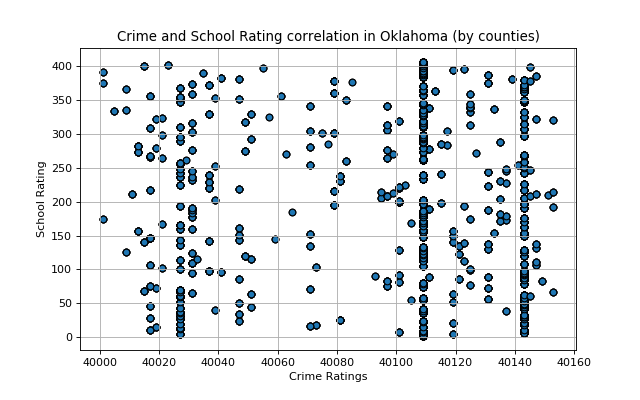 Crime and School Rating correlation in Oklahoma (by counties)
400
350
300
250
200
150
100
50
0
School Rating
40000 40020 40040 40060 40080 40100 40120 40140 40160
Crime Ratings